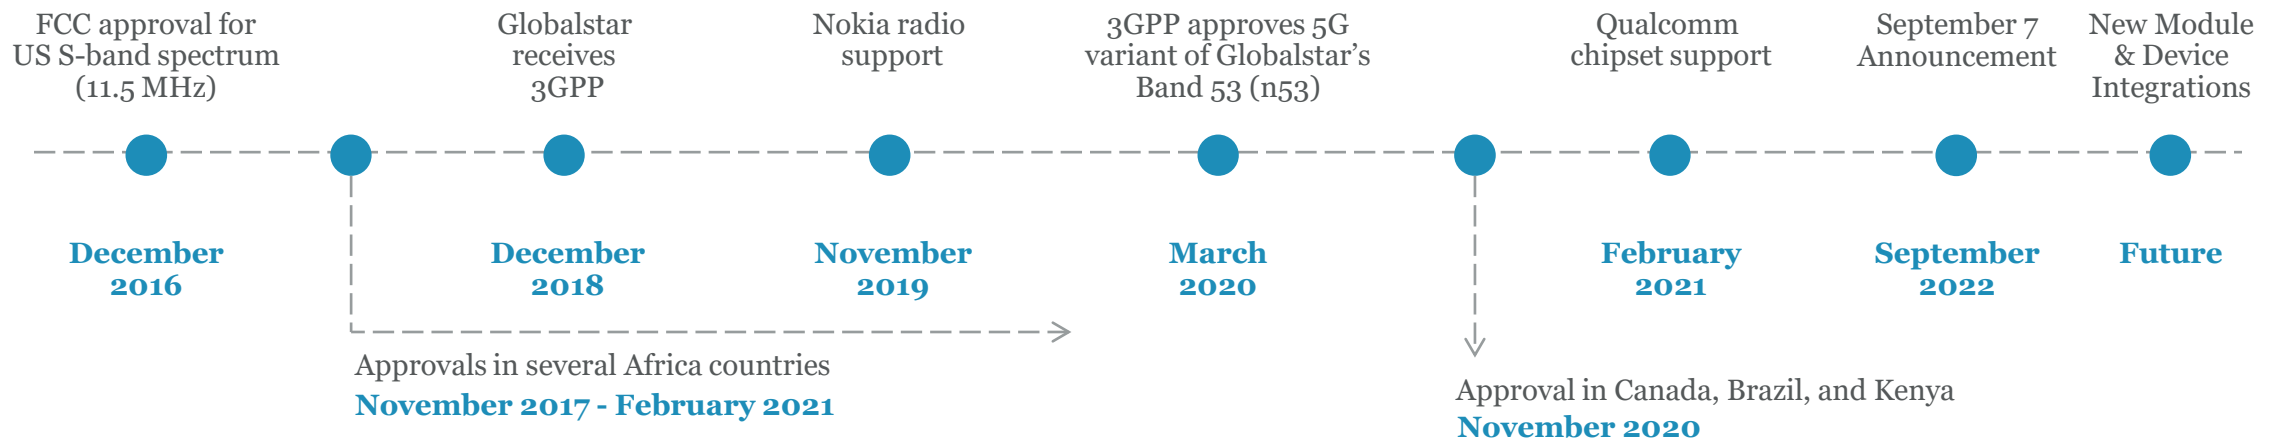 FCC approval for
US S-band spectrum
(11.5 MHz)
December
2016
Approvals in several Africa countries
November 2017 - February 2021
Globalstar
receives
3GPP
December
2018
Nokia radio
support
November
2019
3GPP approves 5G
variant of Globalstar’s
Band 53 (n53)
March
2020
Approval in Canada, Brazil, and Kenya
November 2020
Qualcomm
chipset support
February
2021
September 7
Announcement
September
2022
New Module
& Device
Integrations
Future